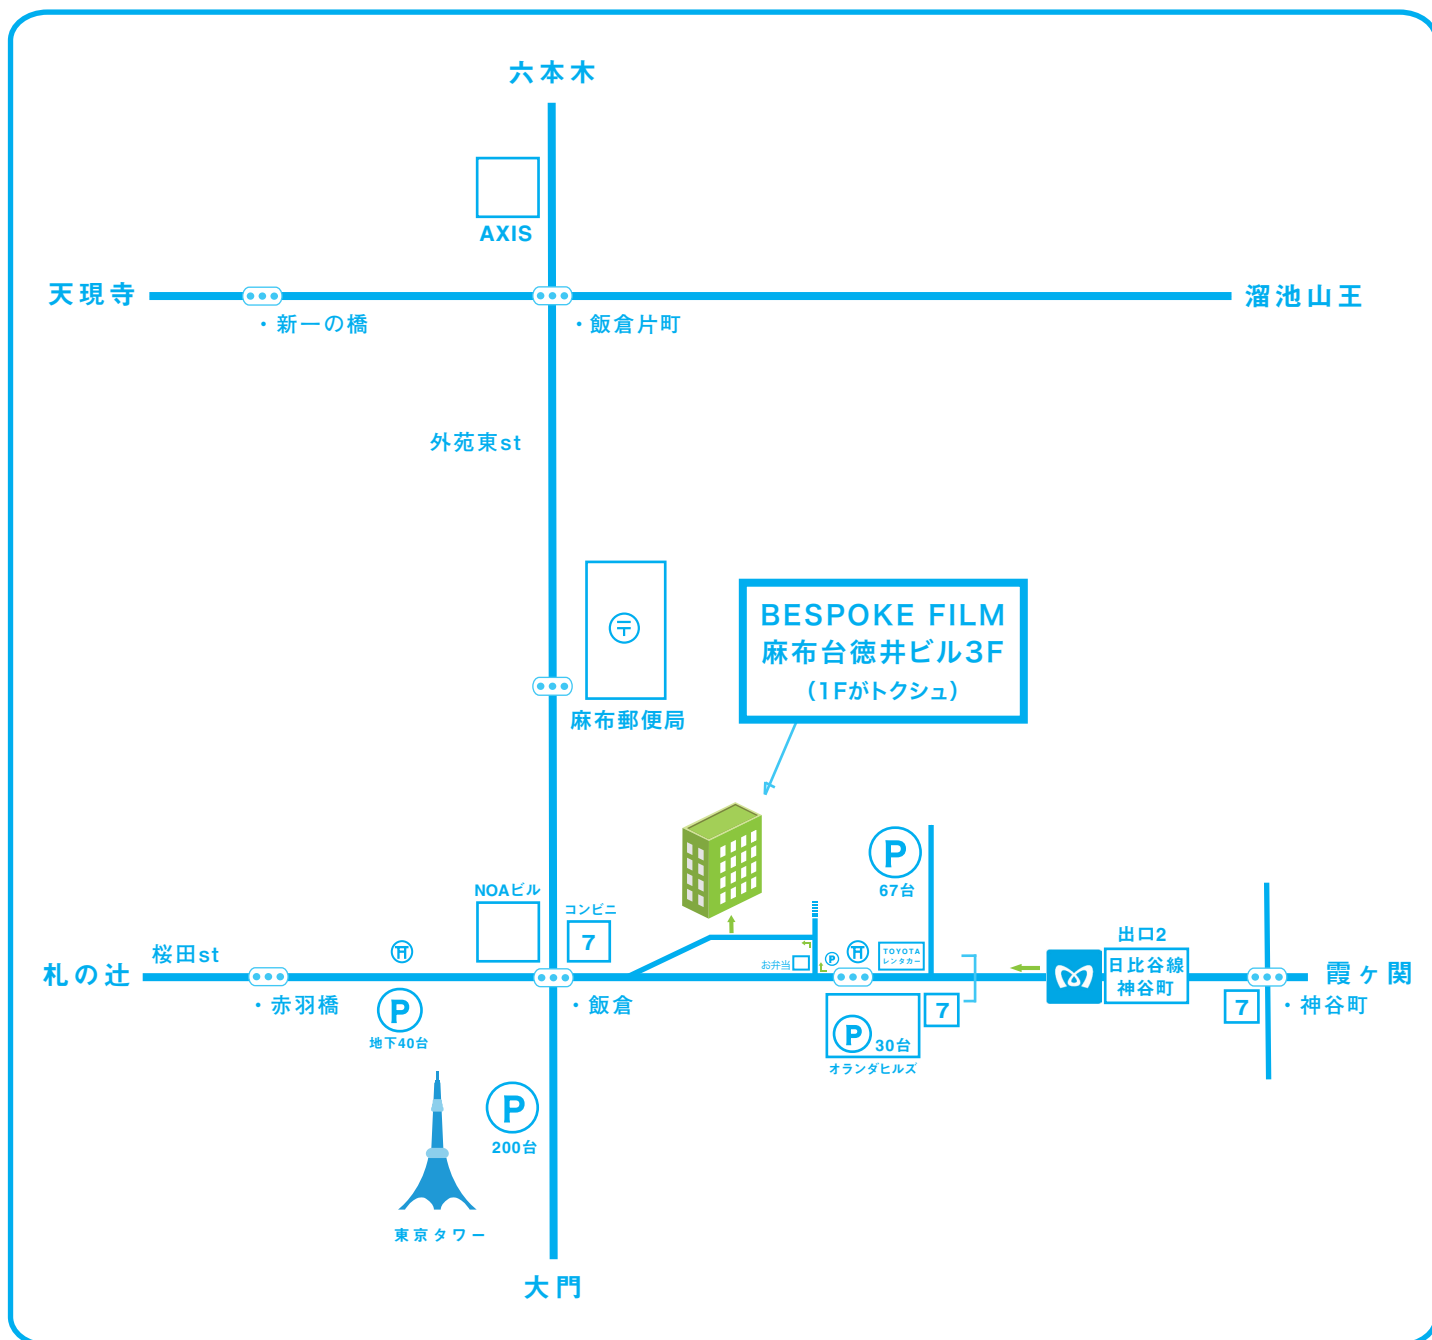 六本木
AXIS
天現寺
溜池山王
・新一の橋
・飯倉片町
外苑東st
〒
BESPOKE FILM
麻布台徳井ビル3F
（1Fがトクシュ）
麻布郵便局
P
67台
NOAビル
コンビニ
7
桜田st
札の辻
お弁当
P
TOYOTA
レンタカー
出口2
日比谷線
神谷町
霞ヶ関
・赤羽橋
P
地下40台
・飯倉
P 30台
オランダヒルズ
7
7
・神谷町
P
200台
東京タワー
大門